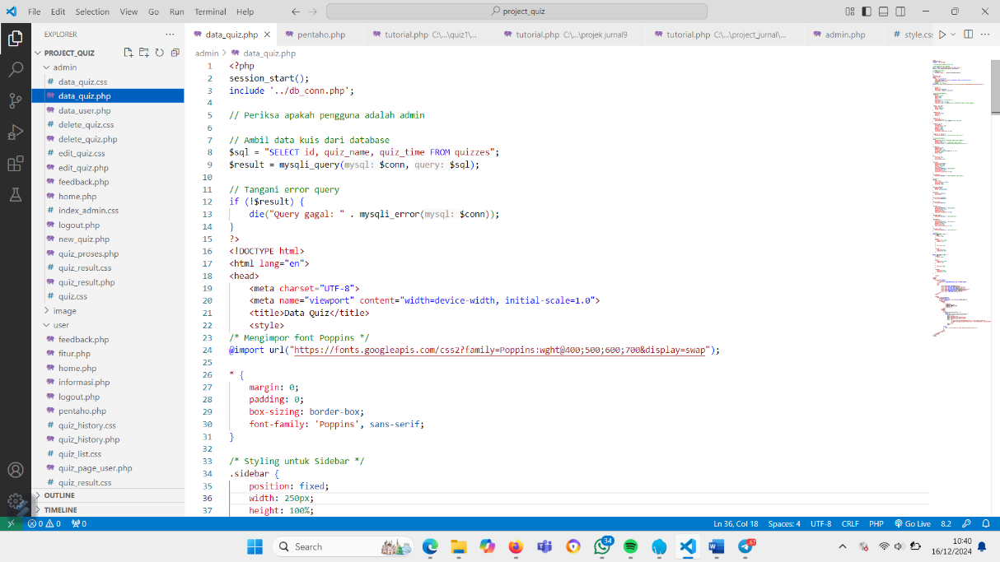 File Edit Selection View Go Run Terminal Help
project_quiz
EXPLORER
PROJECT_QUIZ
admin
data_quiz.css
data_quiz.php
data_user.php
delete_quiz.css
delete_quiz.php
edit_quiz.css
edit_quiz.php
feedback.php
home.php
index_admin.css
logout.php
new_quiz.php
quiz_proses.php
quiz_result.css
quiz_result.php
quiz.css
image
user
feedback.php
fitur.php
home.php
informasi.php
logout.php
pentaho.php
quiz_history.css
quiz_history.php
quiz_list.css
quiz_page_user.php
quiz_result.css
OUTLINE
TIMELINE
data_quiz.php pentaho.php tutorial.php C:\...\quiz1\... tutorial.php C:\...\projek jurnal9 tutorial.php C:\...\project_jurnal\... admin.php style.css
admin > data_quiz.php
1 <?php
2 session_start();
3 include '../db_conn.php';
4
5 // Periksa apakah pengguna adalah admin
6
7 // Ambil data kuis dari database
8 $sql = "SELECT id, quiz_name, quiz_time FROM quizzes";
9 $result = mysqli_query(mysql: $conn, query: $sql);
10
11 // Tangani error query
12 if (!$result) {
13 die("Query gagal: " . mysqli_error(mysql: $conn));
14 }
15 ?>
16 <!DOCTYPE html>
17 <html lang="en">
18 <head>
19 <meta charset="UTF-8">
20 <meta name="viewport" content="width=device-width, initial-scale=1.0">
21 <title>Data Quiz</title>
22 <style>
23 /* Mengimpor font Poppins */
24 @import url("https://fonts.googleapis.com/css2?family=Poppins:wght@400;500;600;700&display=swap");
25
26 * {
27 margin: 0;
28 padding: 0;
29 box-sizing: border-box;
30 font-family: 'Poppins', sans-serif;
31 }
32
33 /* Styling untuk Sidebar */
34 .sidebar {
35 position: fixed;
36 width: 250px;
37 height: 100%;
0 0 0
Ln 36, Col 18 Spaces: 4 UTF-8 CRLF PHP Go Live 8.2
Search
34
10:40
16/12/2024